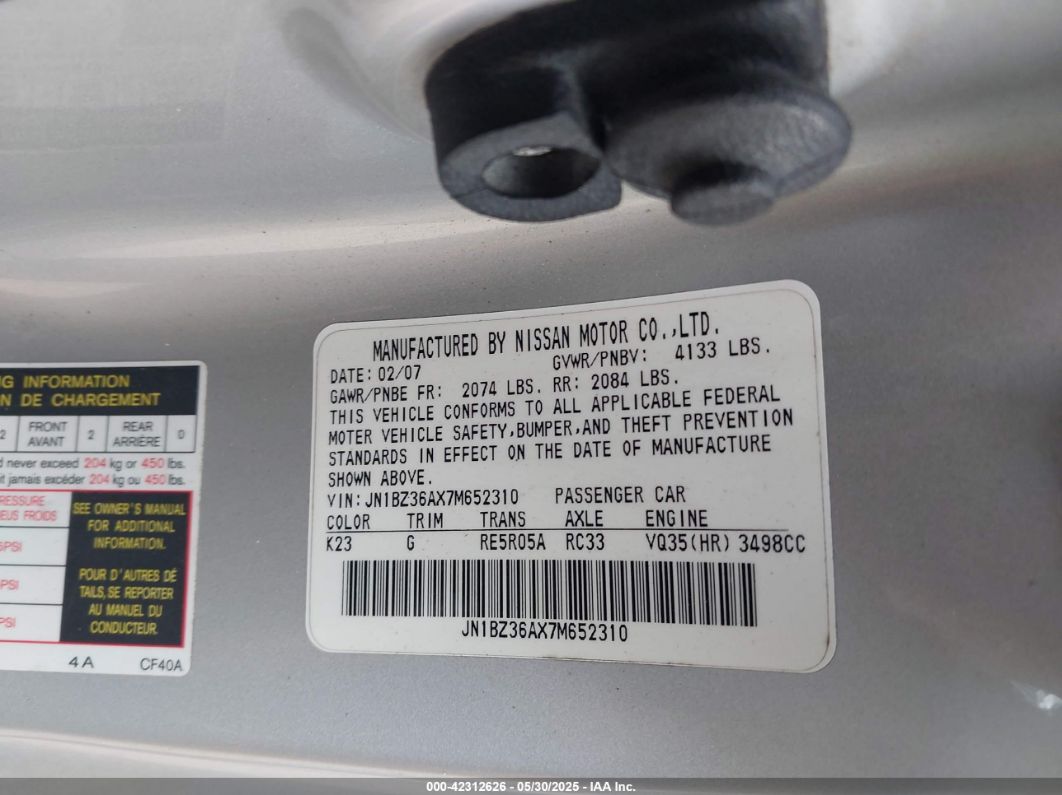 MANUFACTURED BY NISSAN MOTOR CO.,LTD.
DATE: 02/07 GVWR/PNBV: 4133 LBS.
GAWR/PNBE FR: 2074 LBS. RR: 2084 LBS.
THIS VEHICLE CONFORMS TO ALL APPLICABLE FEDERAL
MOTER VEHICLE SAFETY,BUMPER,AND THEFT PREVENTION
STANDARDS IN EFFECT ON THE DATE OF MANUFACTURE
SHOWN ABOVE.
VIN: JN1BZ36AX7M652310 PASSENGER CAR
COLOR TRIM TRANS AXLE ENGINE
K23 G RE5R05A RC33 VQ35(HR) 3498CC
JN1BZ36AX7M652310
INFORMATION
DE CHARGEMENT
2 FRONT 2 REAR 0
AVANT ARRIÈRE
never exceed 204 kg or 450 lbs.
jamais excéder 204 kg ou 450 lbs.
SEE OWNER'S MANUAL
FOR ADDITIONAL
INFORMATION.
POUR D'AUTRES DÉ
TAILS, SE REPORTER
AU MANUEL DU
CONDUCTEUR
FROIDS
PSI
PSI
PSI
4 A CF40A
000-42312626 - 05/30/2025 - IAA Inc.